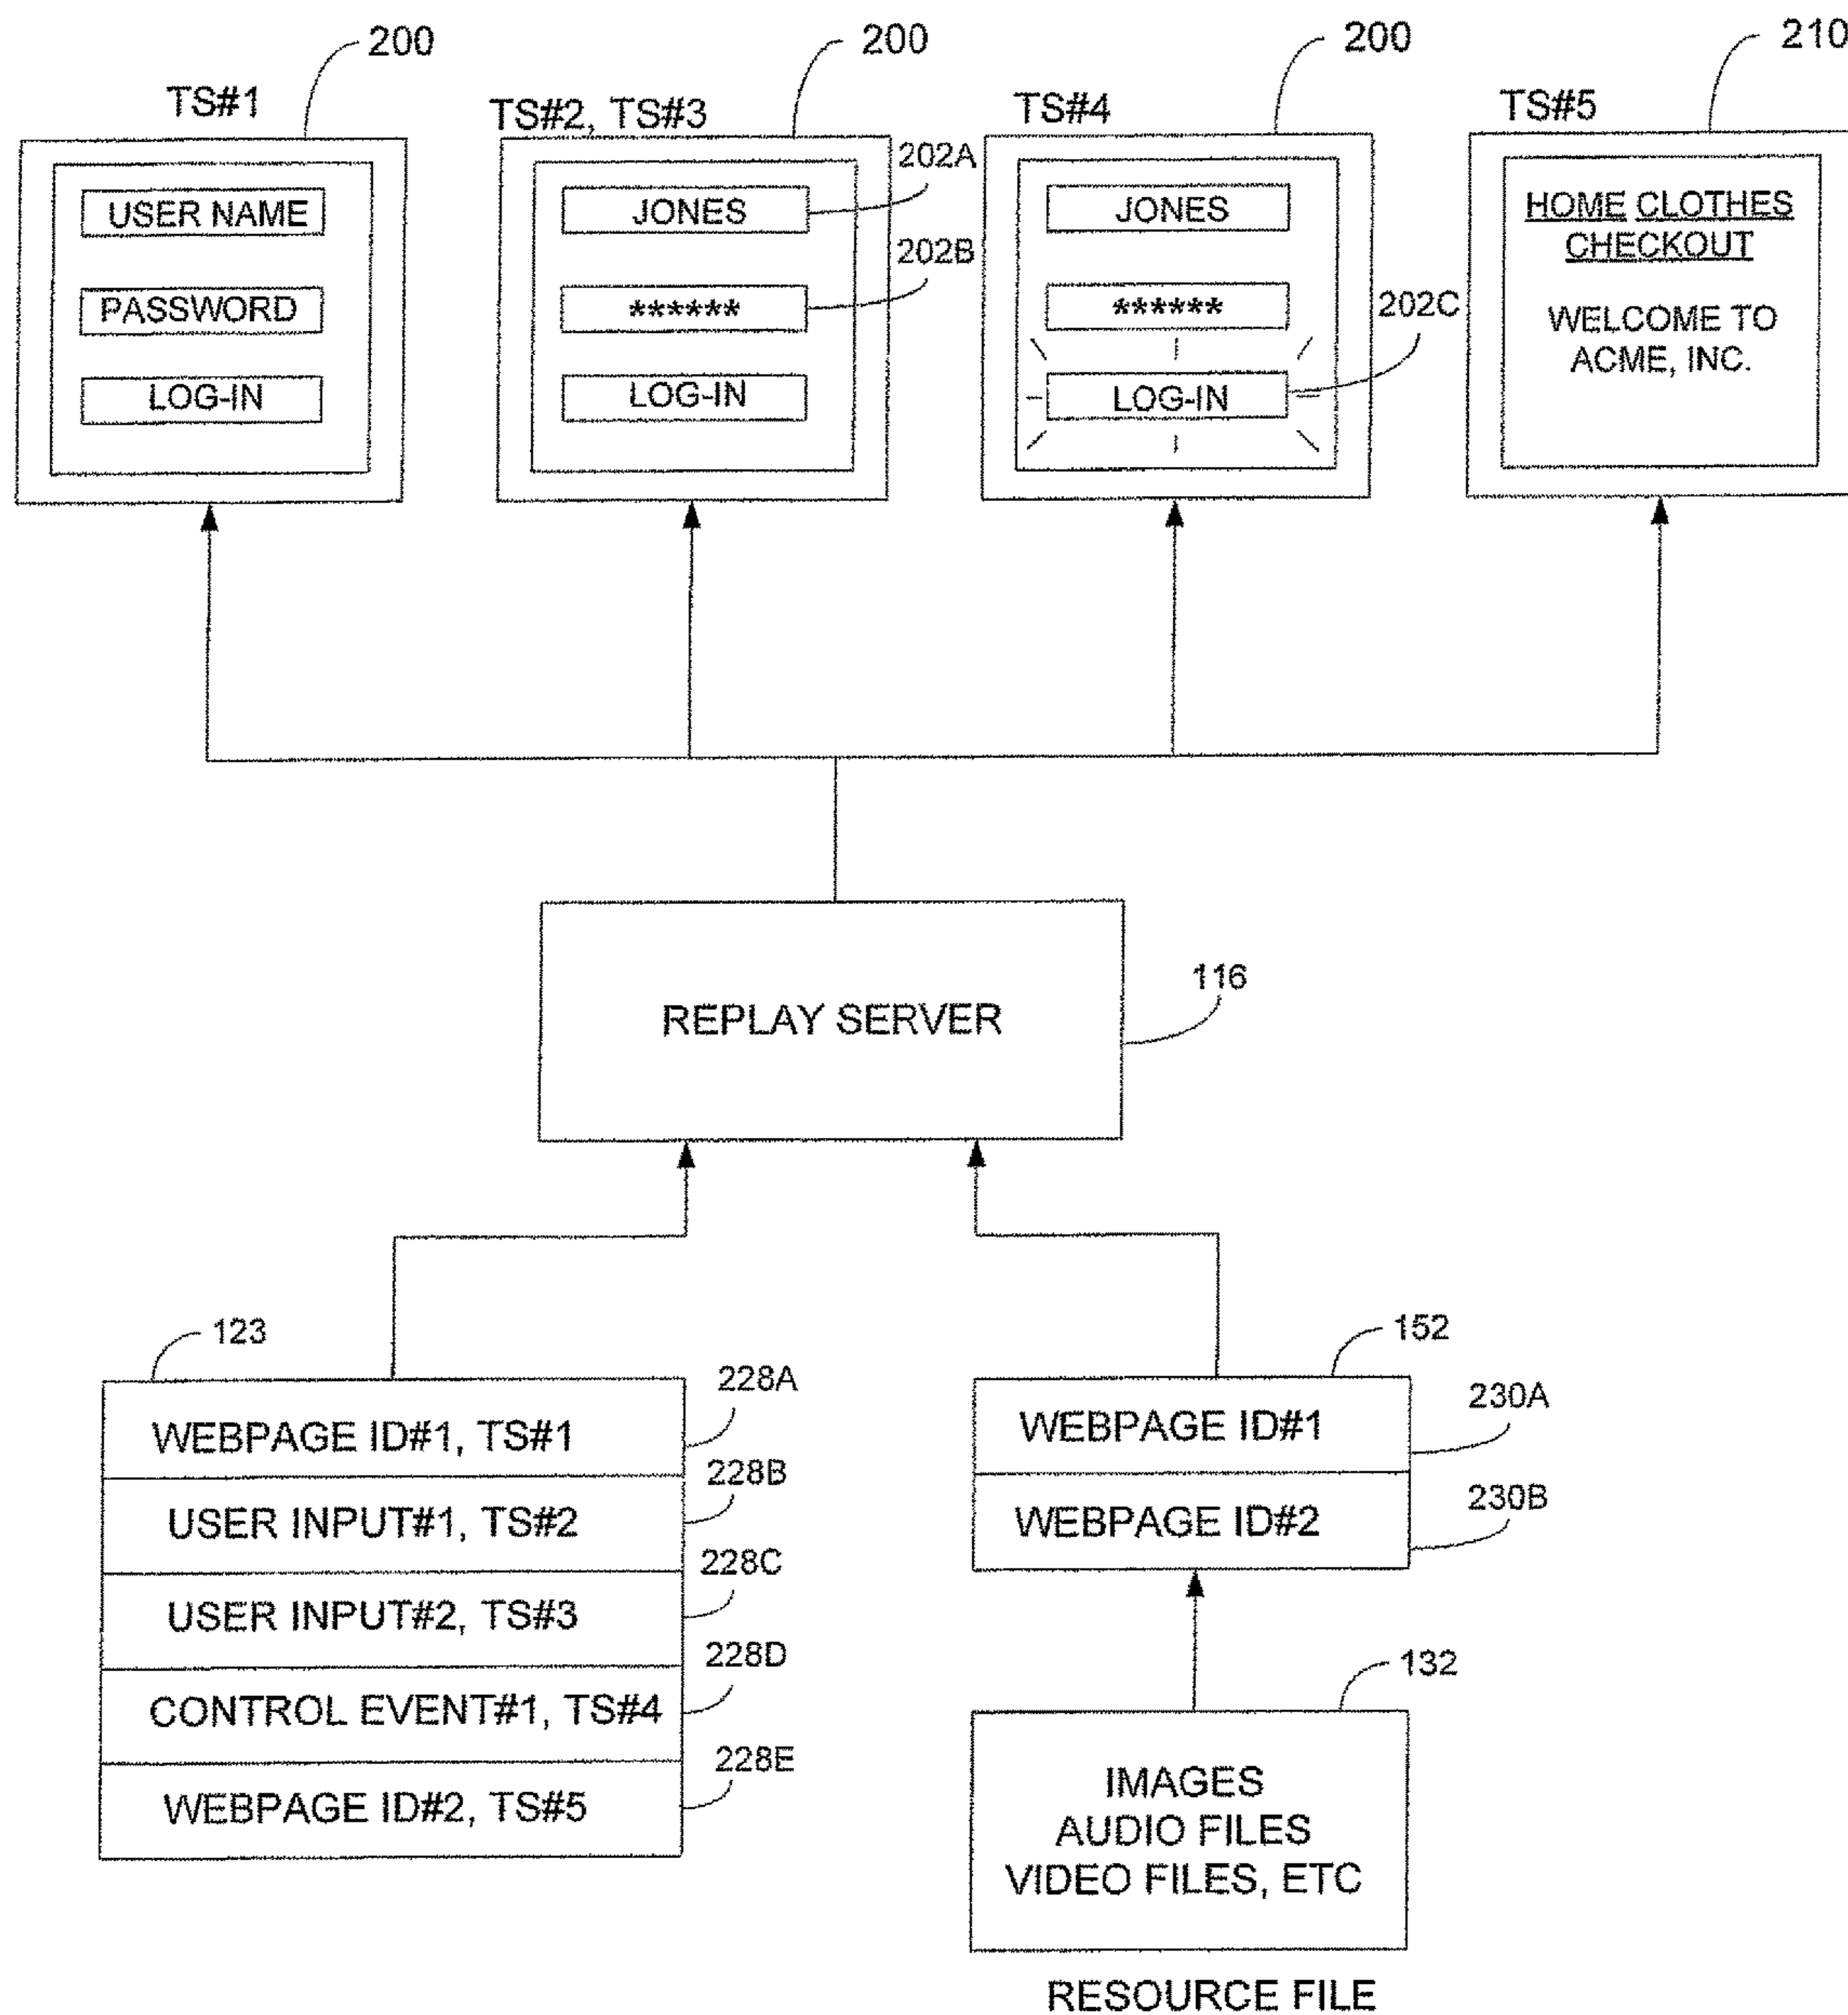 200
200
200
210
TS#1
TS#2, TS#3
TS#4
TS#5
USER NAME
PASSWORD
LOG-IN
JONES
******
LOG-IN
202A
202B
JONES
******
LOG-IN
202C
HOME CLOTHES
CHECKOUT
WELCOME TO
ACME, INC.
REPLAY SERVER
116
123
WEBPAGE ID#1, TS#1
228A
USER INPUT#1, TS#2
228B
USER INPUT#2, TS#3
228C
CONTROL EVENT#1, TS#4
228D
WEBPAGE ID#2, TS#5
228E
152
WEBPAGE ID#1
230A
WEBPAGE ID#2
230B
132
IMAGES
AUDIO FILES
VIDEO FILES, ETC
RESOURCE FILE